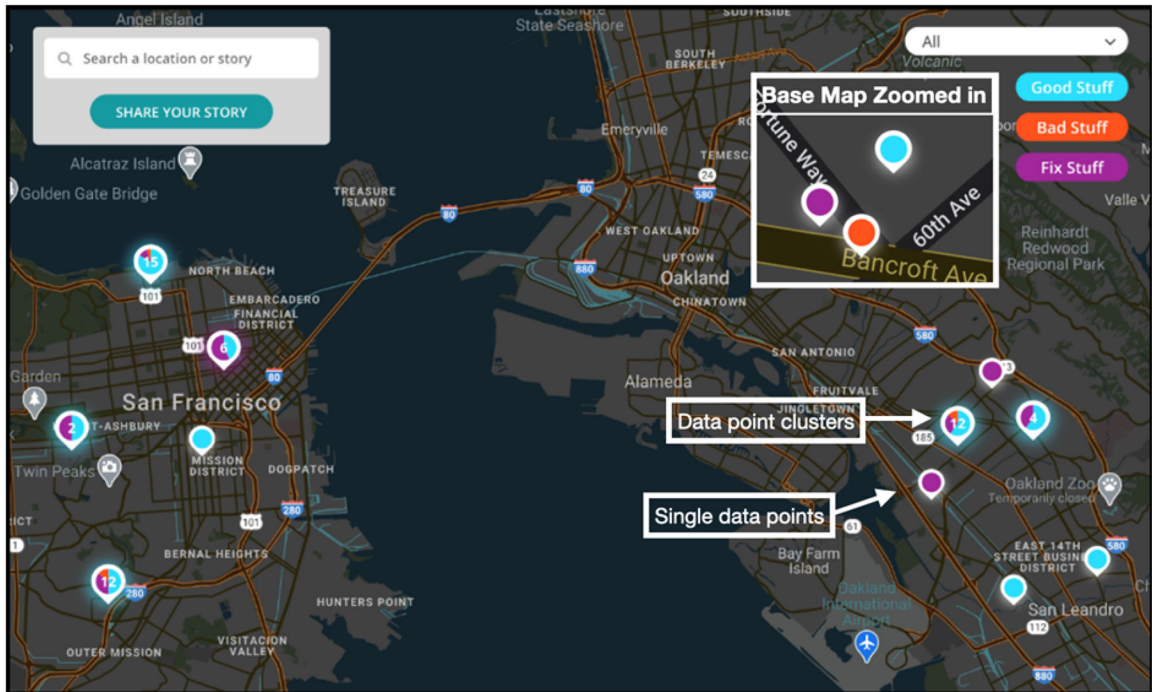 Angel Island
Eastshore
State Seashore
SOUTHSIDE
Search a location or story
SHARE YOUR STORY
All
SOUTH
BERKELEY
Volcanic
Base Map Zoomed in
Good Stuff
Bad Stuff
Fix Stuff
Fortune Way
60th Ave
Bancroft Ave
Emeryville
TEMESC
24
580
Alcatraz Island
Golden Gate Bridge
TREASURE
ISLAND
80
80
Valle V
WEST OAKLAND
880
UPTOWN
Oakland
CHINATOWN
Reinhardt
Redwood
Regional Park
15
101
NORTH BEACH
EMBARCADERO
FINANCIAL
DISTRICT
101
6
80
580
SAN ANTONIO
Garden
San Francisco
Alameda
FRUITVALE
JINGLETOWN
Data point clusters
185
12
4
2
T-ASHBURY
Twin Peaks
MISSION
DISTRICT
DOGPATCH
Oakland Zoo
Temporarily closed
Single data points
61
RICT
1
101
280
BERNAL HEIGHTS
Bay Farm
Island
EAST 14TH
STREET BUSINE
DISTRICT
580
12
280
HUNTERS POINT
Oakland
International
Airport
San Leandro
112
OUTER MISSION
VISITACION
VALLEY
880